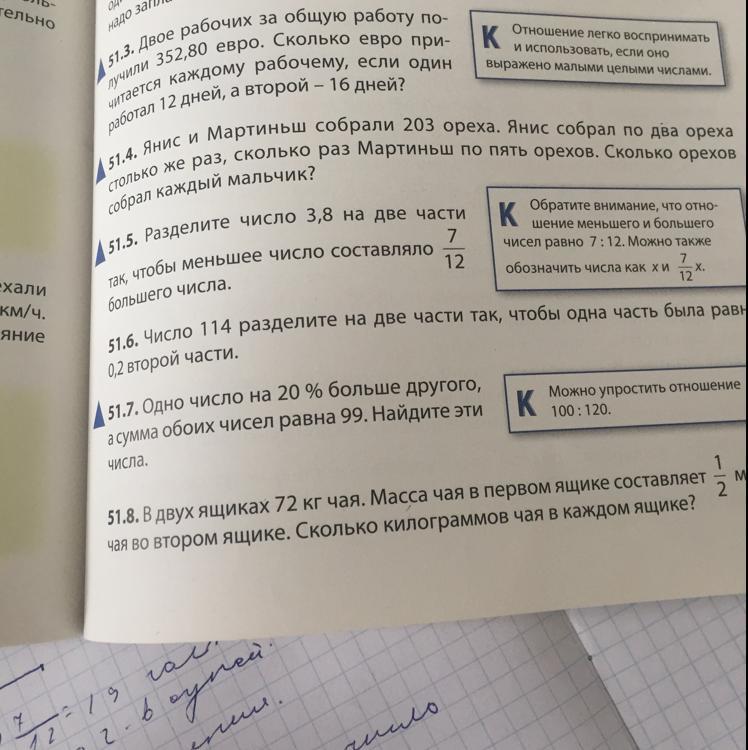 тельно
надо запла
51.3. Двое рабочих за общую работу по-
лучили 352,80 евро. Сколько евро при-
читается каждому рабочему, если один
работал 12 дней, а второй – 16 дней?
К Отношение легко воспринимать
и использовать, если оно
выражено малыми целыми числами.
51.4. Янис и Мартиньш собрали 203 ореха. Янис собрал по два ореха
столько же раз, сколько раз Мартиньш по пять орехов. Сколько орехов
собрал каждый мальчик?
51.5. Разделите число 3,8 на две части
так, чтобы меньшее число составляло 7/12
большего числа.
К Обратите внимание, что отно-
шение меньшего и большего
чисел равно 7 : 12. Можно также
обозначить числа как x и 7/12 x.
ехали
км/ч.
яние
51.6. Число 114 разделите на две части так, чтобы одна часть была равн
0,2 второй части.
51.7. Одно число на 20 % больше другого,
а сумма обоих чисел равна 99. Найдите эти
числа.
К Можно упростить отношение
100 : 120.
51.8. В двух ящиках 72 кг чая. Масса чая в первом ящике составляет 1/2 м
чая во втором ящике. Сколько килограммов чая в каждом ящике?
7/12 = 19
число